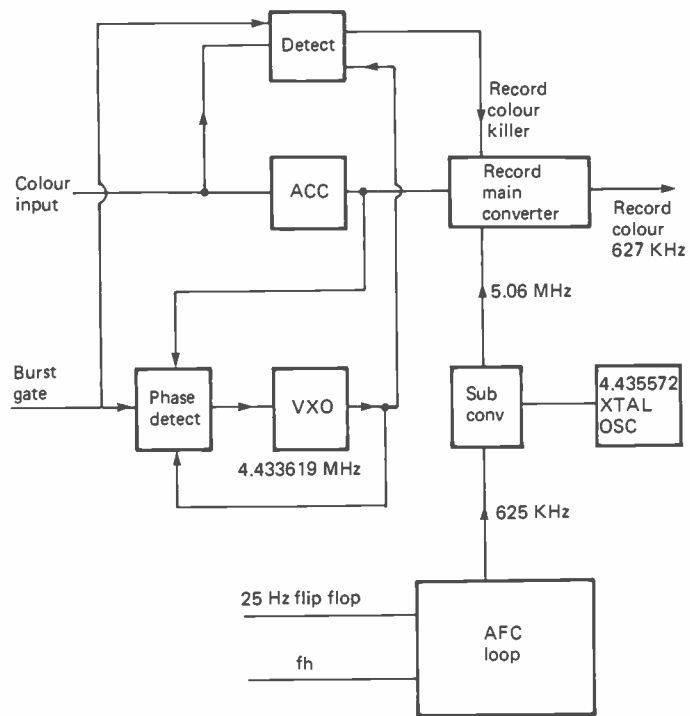 Detect
Record
colour
killer
Colour
input
ACC
Record
main
converter
Record
colour
627 KHz
5.06 MHz
Burst
gate
Phase
detect
VXO
4.433619 MHz
Sub
conv
4.435572
XTAL
OSC
625 KHz
25 Hz flip flop
fh
AFC
loop